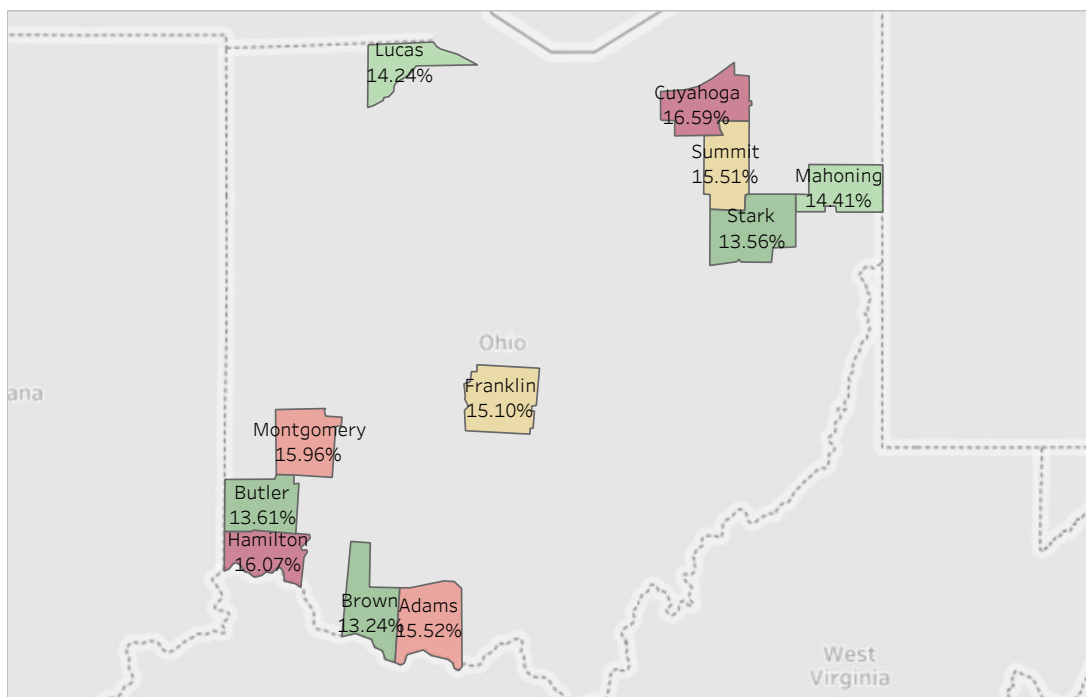 Lucas
14.24%
Cuyahoga
16.59%
Summit
15.51%
Mahoning
14.41%
Stark
13.56%
Ohio
Franklin
15.10%
ana
Montgomery
15.96%
Butler
13.61%
Hamilton
16.07%
Brown
13.24%
Adams
15.52%
West
Virginia